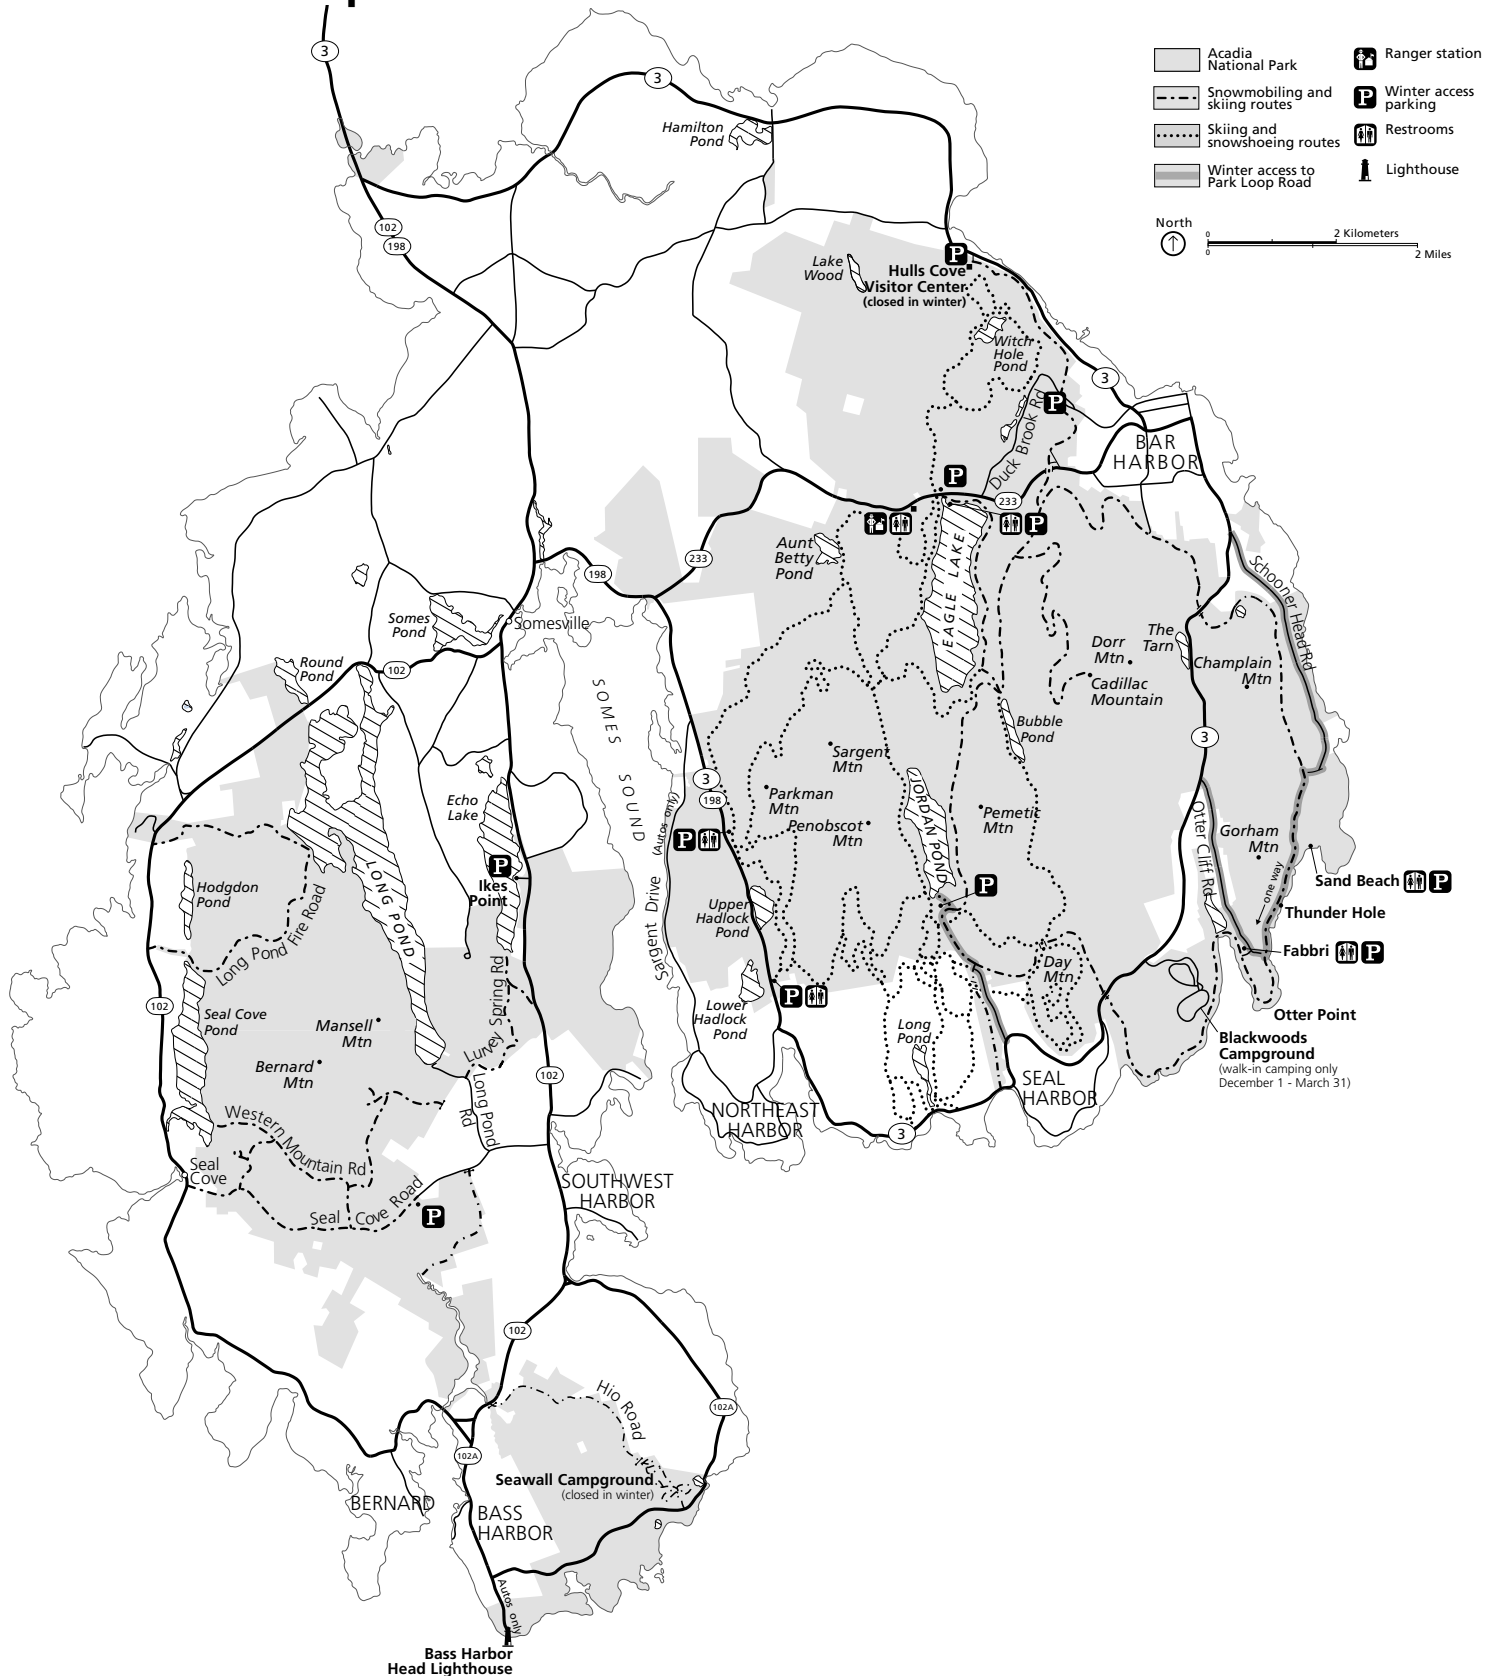 3
Acadia
National Park
Snowmobiling and
skiing routes
Skiing and
snowshoeing routes
Winter access to
Park Loop Road
Ranger station
P
Winter access
parking
Restrooms
Lighthouse
North
0
2 Kilometers
0
2 Miles
3
Hamilton
Pond
102
198
Lake
Wood
P
Hulls Cove
Visitor Center
(closed in winter)
Witch
Hole
Pond
3
P
Duck Brook Rd
BAR
HARBOR
P
233
P
Aunt
Betty
Pond
EAGLE LAKE
233
198
Schooner Head Rd
Somes
Pond
Somesville
Round
Pond
102
The
Tarn
Dorr
Mtn
Champlain
Mtn
Cadillac
Mountain
SOMES SOUND
Bubble
Pond
3
Sargent
Mtn
3
198
Parkman
Mtn
Penobscot
Mtn
JORDAN POND
Pemetic
Mtn
Echo
Lake
P
Ikes
Point
Sargent Drive (Autos only)
P
Otter Cliff Rd
Gorham
Mtn
one way
Sand Beach
P
Thunder Hole
Fabbri
P
Otter Point
P
Hodgdon
Pond
Long Pond Fire Road
LONG POND
Upper
Hadlock
Pond
Day
Mtn
P
Lower
Hadlock
Pond
Long
Pond
102
Seal Cove
Pond
Mansell
Mtn
Bernard
Mtn
Lurvey Spring Rd
Long Pond
Rd
102
Blackwoods
Campground
(walk-in camping only
December 1 - March 31)
SEAL
HARBOR
NORTHEAST
HARBOR
3
Western Mountain Rd
Seal
Cove
Seal Cove Road
P
SOUTHWEST
HARBOR
102
Hio Road
102A
102A
Seawall Campground
(closed in winter)
BERNARD
BASS
HARBOR
Autos only
Bass Harbor
Head Lighthouse